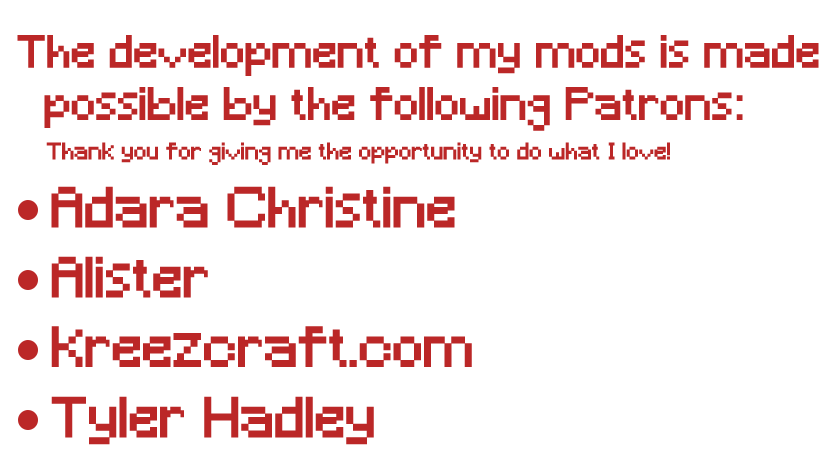 The development of my mods is made
possible by the following Patrons:
Thank you for giving me the opportunity to do what I love!
• Adara Christine
• Alister
• kreezcraft.com
• Tyler Hadley